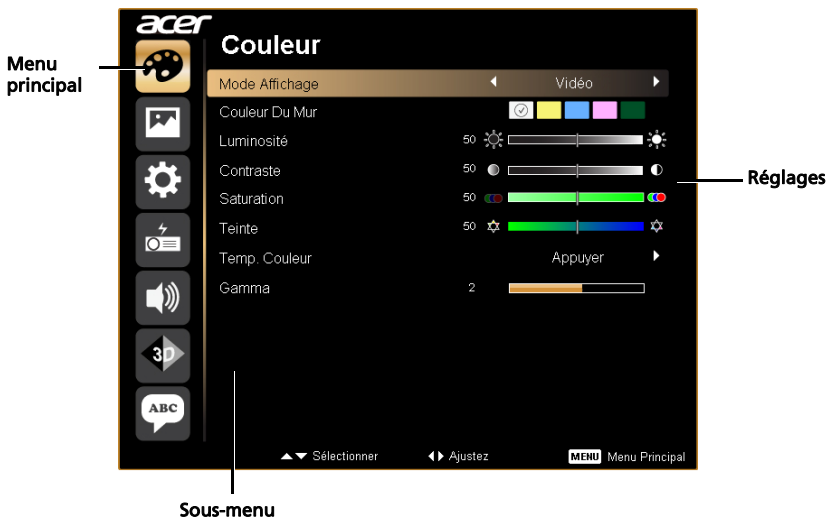 acer
Couleur
Menu principal
Mode Affichage Vidéo
Couleur Du Mur
Luminosité 50
Contraste 50
Réglages
Saturation 50
Teinte 50
Temp. Couleur Appuyer
Gamma 2
3D
ABC
Sélectionner Ajustez MENU Menu Principal
Sous-menu